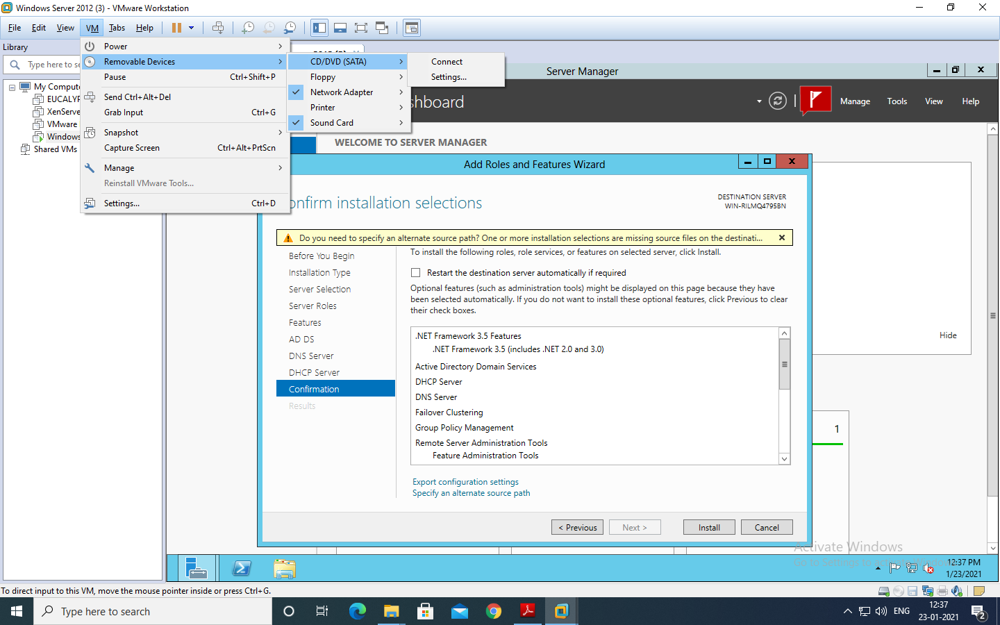 Windows Server 2012 (3) - VMware Workstation
File Edit View VM Tabs Help
Library
Type here to se
My Compute
EUCALYP
XenServe
VMware
Windows
Shared VMs
Power
Removable Devices
Pause Ctrl+Shift+P
Send Ctrl+Alt+Del
Grab Input Ctrl+G
Snapshot
Capture Screen Ctrl+Alt+PrtScn
Manage
Reinstall VMware Tools...
Settings... Ctrl+D
CD/DVD (SATA)
Floppy
Network Adapter
Printer
Sound Card
Connect
Settings...
Server Manager
hboard
Manage Tools View Help
WELCOME TO SERVER MANAGER
Add Roles and Features Wizard
onfirm installation selections
DESTINATION SERVER
WIN-RILMQ4795BN
Do you need to specify an alternate source path? One or more installation selections are missing source files on the destinati...
Before You Begin
Installation Type
Server Selection
Server Roles
Features
AD DS
DNS Server
DHCP Server
Confirmation
Results
To install the following roles, role services, or features on selected server, click Install.
Restart the destination server automatically if required
Optional features (such as administration tools) might be displayed on this page because they have
been selected automatically. If you do not want to install these optional features, click Previous to clear
their check boxes.
.NET Framework 3.5 Features
.NET Framework 3.5 (includes .NET 2.0 and 3.0)
Active Directory Domain Services
DHCP Server
DNS Server
Failover Clustering
Group Policy Management
Remote Server Administration Tools
Feature Administration Tools
Export configuration settings
Specify an alternate source path
< Previous Next > Install Cancel
Hide
1
Activate Windows
Go to Settings to
12:37 PM
1/23/2021
To direct input to this VM, move the mouse pointer inside or press Ctrl+G.
Type here to search
ENG
12:37
23-01-2021
2